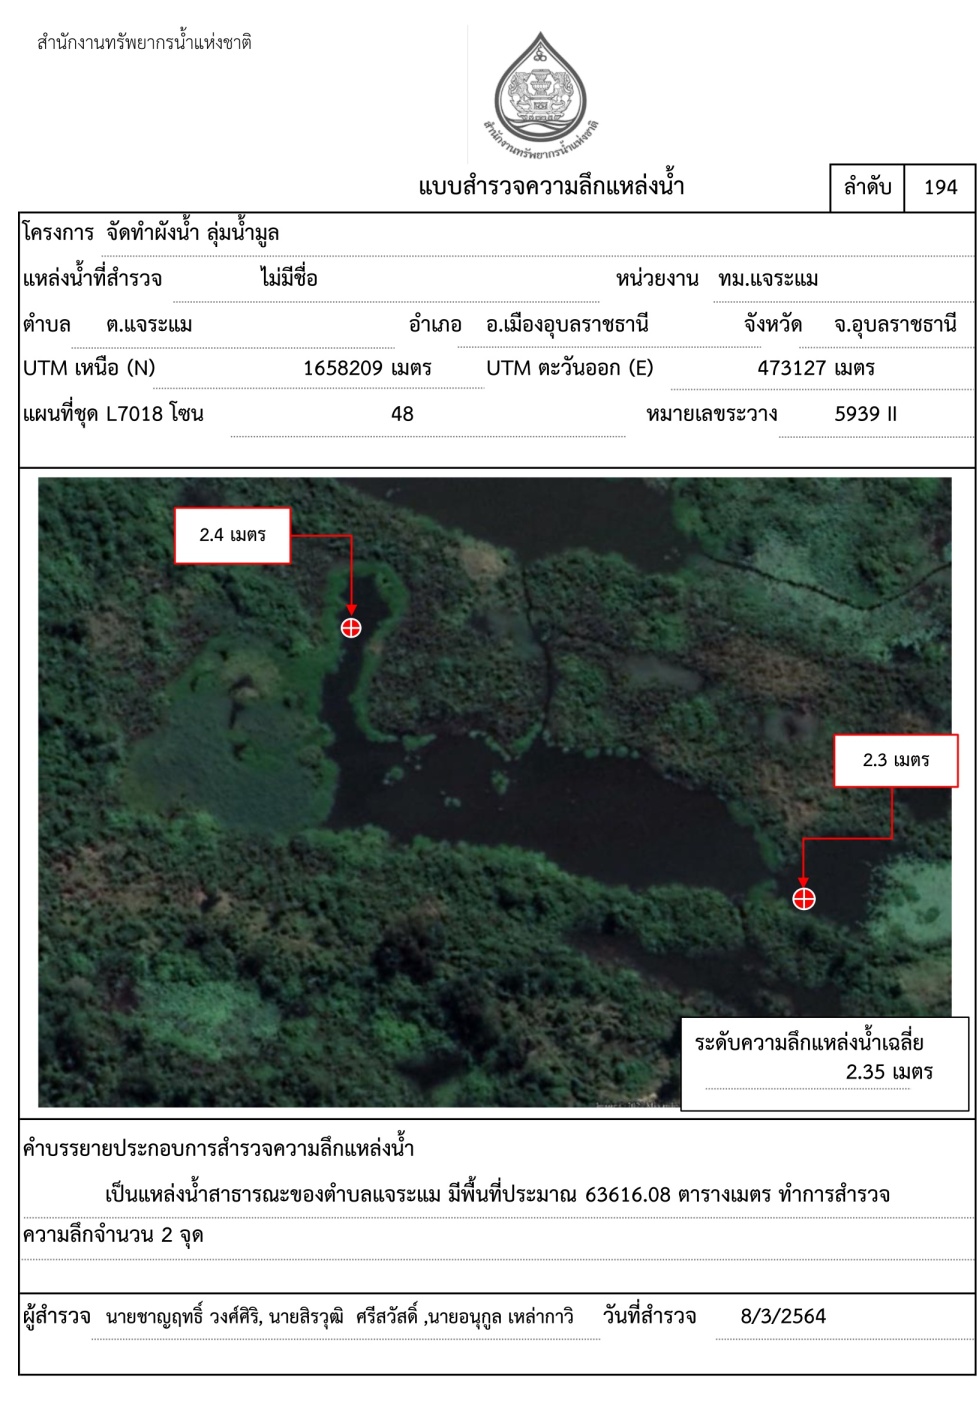 สำนักงานทรัพยากรน้ำแห่งชาติ
สำนักงานทรัพยากรน้ำแห่งชาติ
แบบสำรวจความลึกแหล่งน้ำ ลำดับ 194
โครงการ จัดทำผังน้ำ ลุ่มน้ำมูล
แหล่งน้ำที่สำรวจ ไม่มีชื่อ หน่วยงาน ทม.แจระแม
ตำบล ต.แจระแม อำเภอ อ.เมืองอุบลราชธานี จังหวัด จ.อุบลราชธานี
UTM เหนือ (N) 1658209 เมตร UTM ตะวันออก (E) 473127 เมตร
แผนที่ชุด L7018 โซน 48 หมายเลขระวาง 5939 II
2.4 เมตร
2.3 เมตร
ระดับความลึกแหล่งน้ำเฉลี่ย
2.35 เมตร
คำบรรยายประกอบการสำรวจความลึกแหล่งน้ำ
เป็นแหล่งน้ำสาธารณะของตำบลแจระแม มีพื้นที่ประมาณ 63616.08 ตารางเมตร ทำการสำรวจ
ความลึกจำนวน 2 จุด
ผู้สำรวจ นายชาญฤทธิ์ วงศ์ศิริ, นายสิรวุฒิ ศรีสวัสดิ์ ,นายอนุกูล เหล่ากาวิ วันที่สำรวจ 8/3/2564